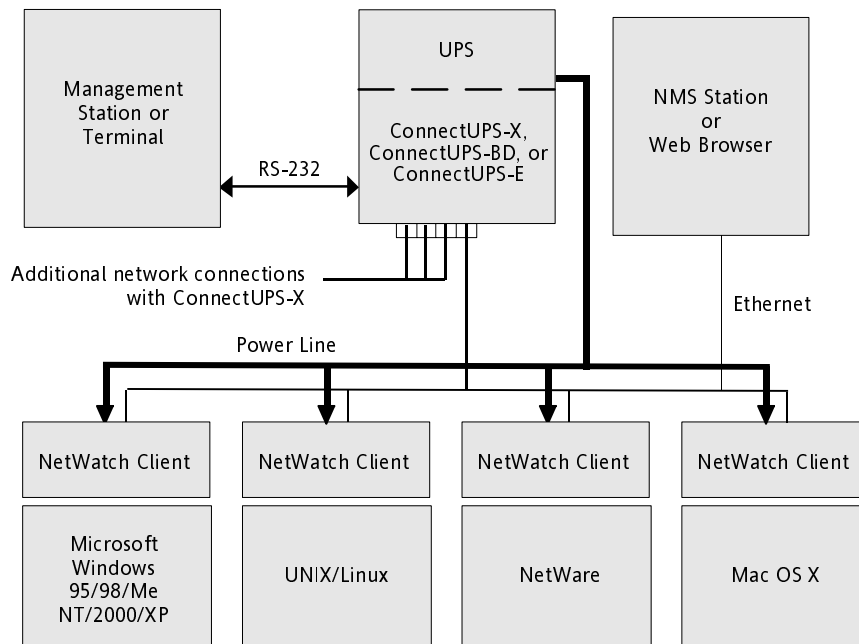 Management
Station or
Terminal
UPS
ConnectUPS-X,
ConnectUPS-BD, or
ConnectUPS-E
NMS Station
or
Web Browser
RS-232
Additional network connections
with ConnectUPS-X
Ethernet
Power Line
NetWatch Client
NetWatch Client
NetWatch Client
NetWatch Client
Microsoft
Windows
95/98/Me
NT/2000/XP
UNIX/Linux
NetWare
Mac OS X